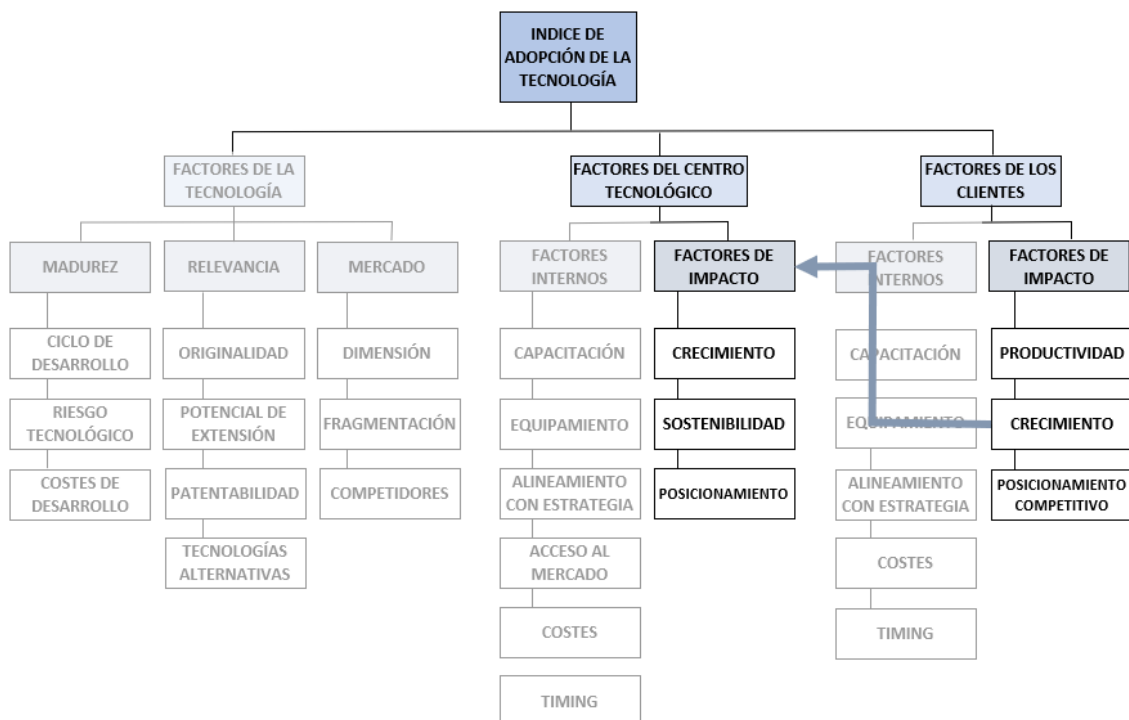 INDICE DE
ADOPCIÓN DE LA
TECNOLOGÍA
FACTORES DE LA
TECNOLOGÍA
FACTORES DEL CENTRO
TECNOLÓGICO
FACTORES DE LOS
CLIENTES
MADUREZ
RELEVANCIA
MERCADO
FACTORES
INTERNOS
FACTORES DE
IMPACTO
FACTORES
INTERNOS
FACTORES DE
IMPACTO
CICLO DE
DESARROLLO
ORIGINALIDAD
DIMENSIÓN
CAPACITACIÓN
CRECIMIENTO
CAPACITACIÓN
PRODUCTIVIDAD
RIESGO
TECNOLÓGICO
POTENCIAL DE
EXTENSIÓN
FRAGMENTACIÓN
EQUIPAMIENTO
SOSTENIBILIDAD
EQUIPAMIENTO
CRECIMIENTO
COSTES DE
DESARROLLO
PATENTABILIDAD
COMPETIDORES
ALINEAMIENTO
CON ESTRATEGIA
POSICIONAMIENTO
ALINEAMIENTO
CON ESTRATEGIA
POSICIONAMIENTO
COMPETITIVO
TECNOLOGÍAS
ALTERNATIVAS
ACCESO AL
MERCADO
COSTES
COSTES
TIMING
TIMING